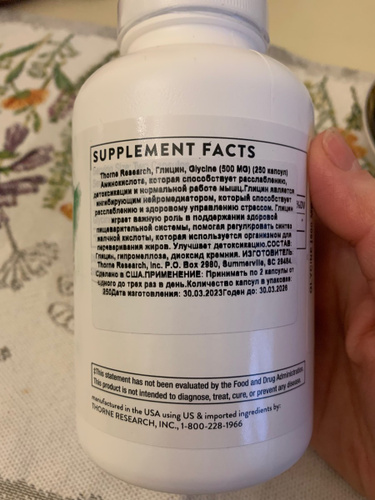 SUPPLEMENT FACTS
Thorne Research, Глицин, Glycine (500 MG) (250 капсул)
Аминокислота, которая способствует расслаблению,
детоксикации и нормальной работе мышц.Глицин является
ингибирующим нейромедиатором, который способствует
расслаблению и здоровому управлению стрессом. Глицин
играет важную роль в поддержании здоровой
пищеварительной системы, помогая регулировать синтез
желчной кислоты, которая используется организмом для
переваривания жиров. Улучшает детоксикацию.СОСТАВ:
Глицин, гипромеллоза, диоксид кремния. ИЗГОТОВИТЕЛЬ
Thorne Research, Inc. P.O. Box 2980, Summerville, SC 29484.
Сделано в США.ПРИМЕНЕНИЕ: Принимать по 2 капсулы от
одного до трех раз в день.Количество капсул в упаковке:
250Дата изготовления: 30.03.2023Годен до: 30.03.2026
‡This statement has not been evaluated by the Food and Drug Administration.
This product is not intended to diagnose, treat, cure, or prevent any disease.
manufactured in the USA using US & imported ingredients by:
THORNE RESEARCH, INC., 1-800-228-1966